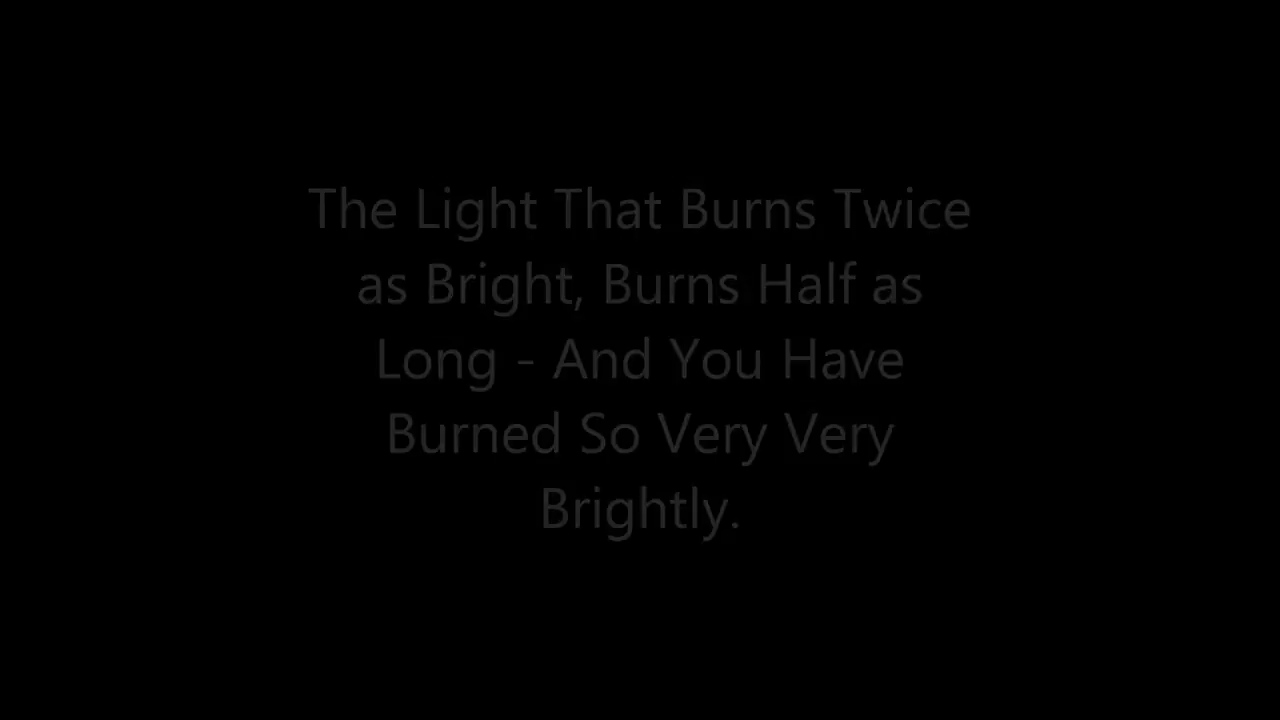 The Light That Burns Twice
as Bright, Burns Half as
Long - And You Have
Burned So Very Very
Brightly.